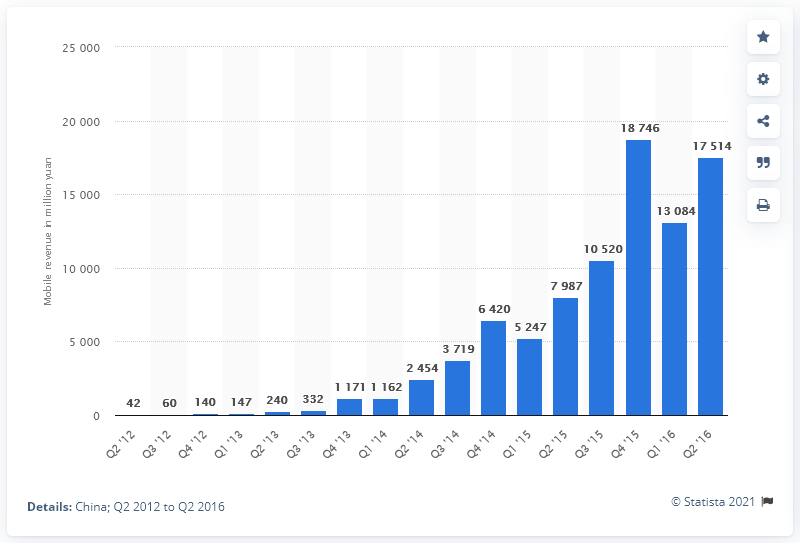 25 000
20 000
15 000
10 000
5 000
0
Mobile revenue in million yuan
42
60
140
147
240
332
1 171
1 162
2 454
3 719
6 420
5 247
7 987
10 520
18 746
13 084
17 514
Q2 '12
Q3 '12
Q4 '12
Q1 '13
Q2 '13
Q3 '13
Q4 '13
Q1 '14
Q2 '14
Q3 '14
Q4 '14
Q1 '15
Q2 '15
Q3 '15
Q4 '15
Q1 '16
Q2 '16
Details: China; Q2 2012 to Q2 2016
© Statista 2021